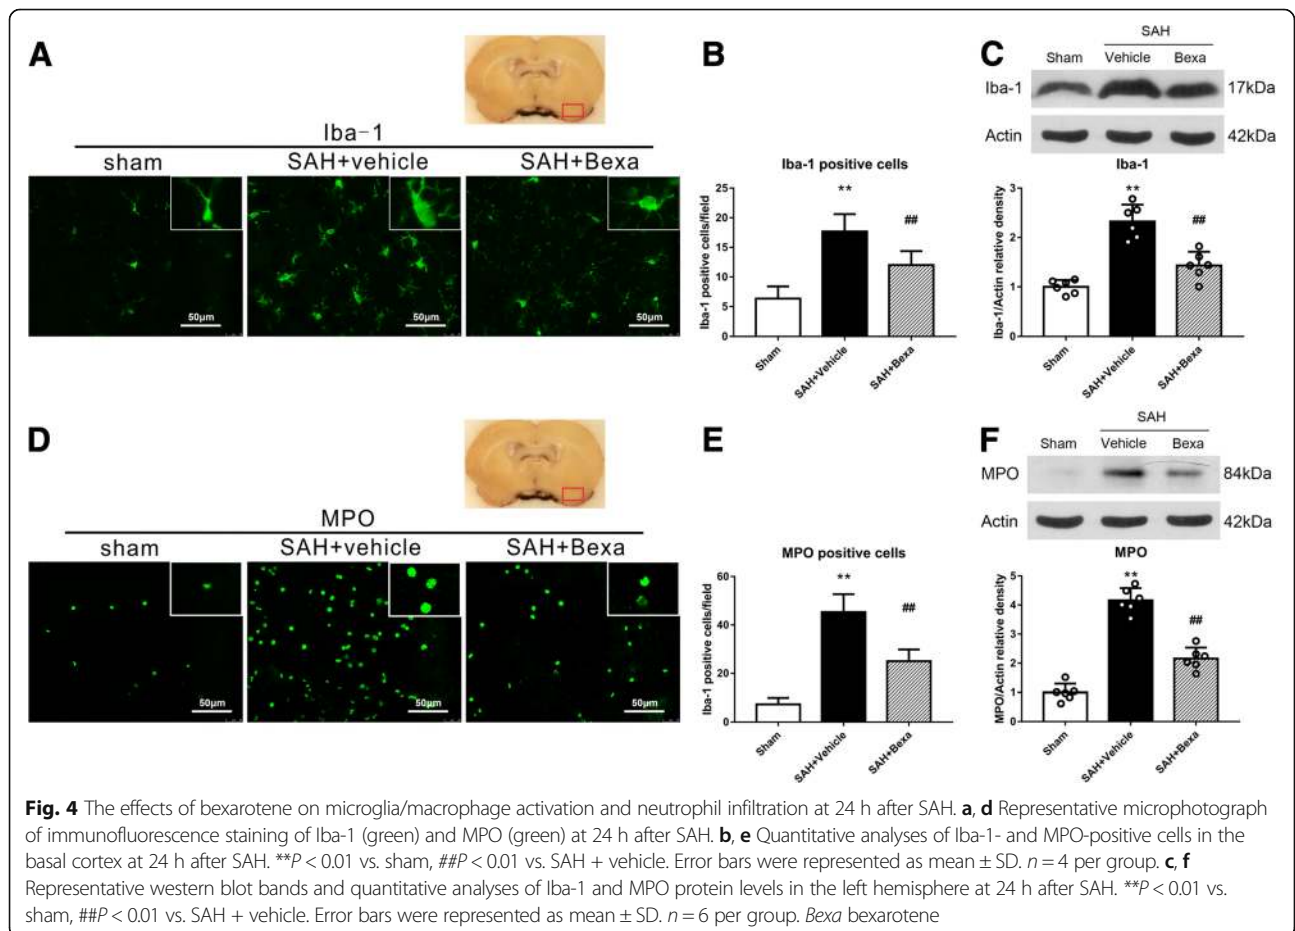 A
Iba-1
sham
SAH+vehicle
SAH+Bexa
50μm
50μm
50μm
B
Iba-1 positive cells
Iba-1 positive cells/field
25
20
15
10
5
0
**
##
Sham
SAH+Vehicle
SAH+Bexa
C
SAH
Sham
Vehicle
Bexa
Iba-1
17kDa
Actin
42kDa
Iba-1
Iba-1/Actin relative density
3
2
1
0
**
##
Sham
SAH+Vehicle
SAH+Bexa
D
MPO
sham
SAH+vehicle
SAH+Bexa
50μm
50μm
50μm
E
MPO positive cells
Iba-1 positive cells/field
60
40
20
0
**
##
Sham
SAH+Vehicle
SAH+Bexa
F
SAH
Sham
Vehicle
Bexa
MPO
84kDa
Actin
42kDa
MPO
MPO/Actin relative density
5
4
3
2
1
0
**
##
Sham
SAH+Vehicle
SAH+Bexa
Fig. 4 The effects of bexarotene on microglia/macrophage activation and neutrophil infiltration at 24 h after SAH. a, d Representative microphotograph
of immunofluorescence staining of Iba-1 (green) and MPO (green) at 24 h after SAH. b, e Quantitative analyses of Iba-1- and MPO-positive cells in the
basal cortex at 24 h after SAH. **P < 0.01 vs. sham, ##P < 0.01 vs. SAH + vehicle. Error bars were represented as mean ± SD. n = 4 per group. c, f
Representative western blot bands and quantitative analyses of Iba-1 and MPO protein levels in the left hemisphere at 24 h after SAH. **P < 0.01 vs.
sham, ##P < 0.01 vs. SAH + vehicle. Error bars were represented as mean ± SD. n = 6 per group. Bexa bexarotene